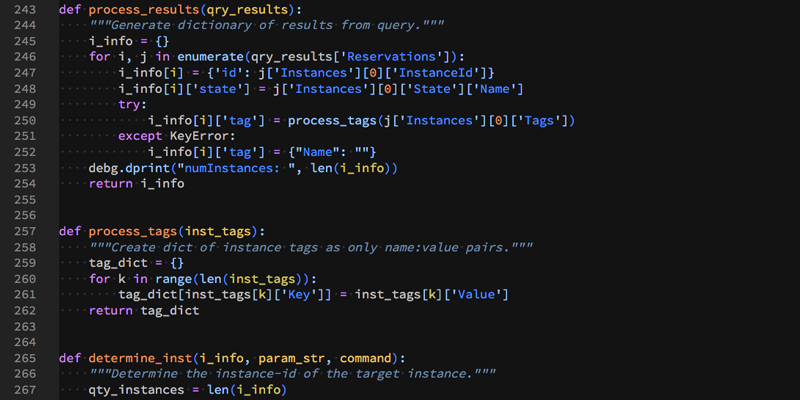 243 def process_results(qry_results):
244     """Generate dictionary of results from query."""
245     i_info = {}
246     for i, j in enumerate(qry_results['Reservations']):
247         i_info[i] = {'id': j['Instances'][0]['InstanceId']}
248         i_info[i]['state'] = j['Instances'][0]['State']['Name']
249         try:
250             i_info[i]['tag'] = process_tags(j['Instances'][0]['Tags'])
251         except KeyError:
252             i_info[i]['tag'] = {"Name": ""}
253     debg.dprint("numInstances: ", len(i_info))
254     return i_info
255
256
257 def process_tags(inst_tags):
258     """Create dict of instance tags as only name:value pairs."""
259     tag_dict = {}
260     for k in range(len(inst_tags)):
261         tag_dict[inst_tags[k]['Key']] = inst_tags[k]['Value']
262     return tag_dict
263
264
265 def determine_inst(i_info, param_str, command):
266     """Determine the instance-id of the target instance."""
267     qty_instances = len(i_info)